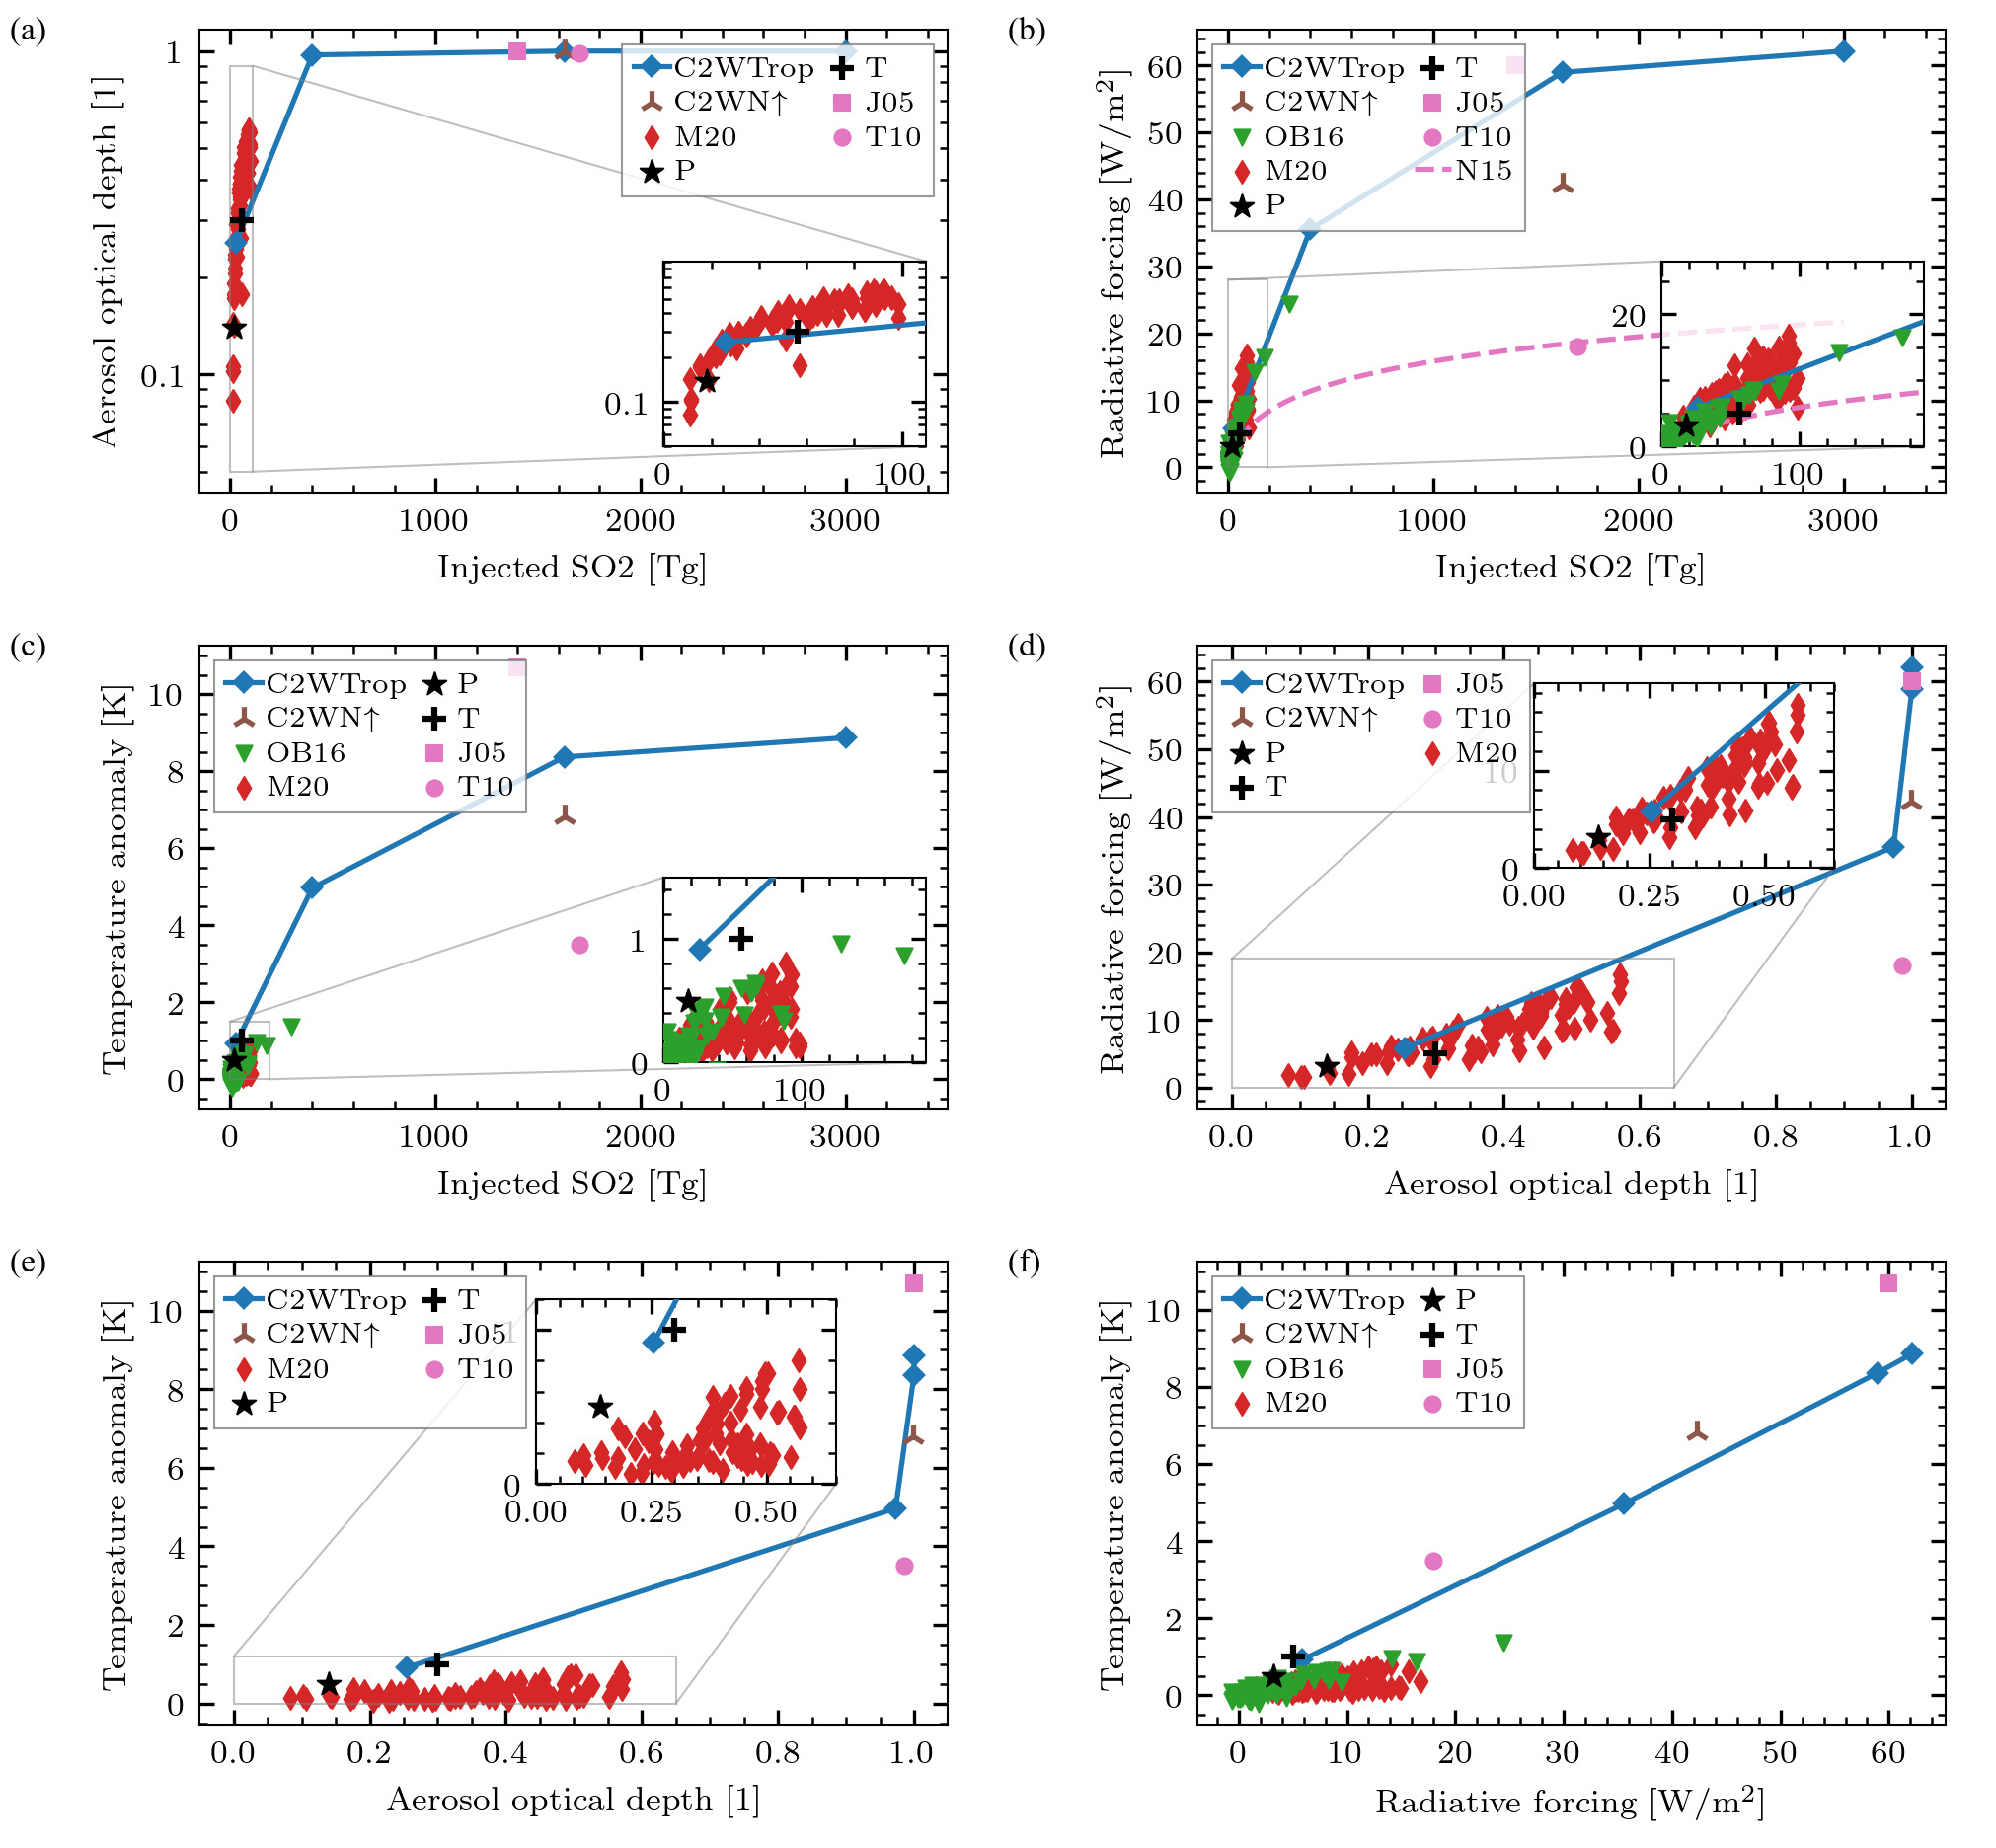 (a)
Aerosol optical depth [1]
1
0.1
C2WTrop
C2WN↑
M20
P
T
J05
T10
0.1
0
100
0
1000
2000
3000
Injected SO2 [Tg]
(b)
Radiative forcing [W/m²]
60
50
40
30
20
10
0
C2WTrop
C2WN↑
OB16
M20
P
T
J05
T10
N15
20
0
0
100
0
1000
2000
3000
Injected SO2 [Tg]
(c)
Temperature anomaly [K]
10
8
6
4
2
0
C2WTrop
C2WN↑
OB16
M20
P
T
J05
T10
1
0
0
100
0
1000
2000
3000
Injected SO2 [Tg]
(d)
Radiative forcing [W/m²]
60
50
40
30
20
10
0
C2WTrop
C2WN↑
P
T
J05
T10
M20
10
0
0.00
0.25
0.50
0.0
0.2
0.4
0.6
0.8
1.0
Aerosol optical depth [1]
(e)
Temperature anomaly [K]
10
8
6
4
2
0
C2WTrop
C2WN↑
M20
P
T
J05
T10
1
0
0.00
0.25
0.50
0.0
0.2
0.4
0.6
0.8
1.0
Aerosol optical depth [1]
(f)
Temperature anomaly [K]
10
8
6
4
2
0
C2WTrop
C2WN↑
OB16
M20
P
T
J05
T10
0
10
20
30
40
50
60
Radiative forcing [W/m²]